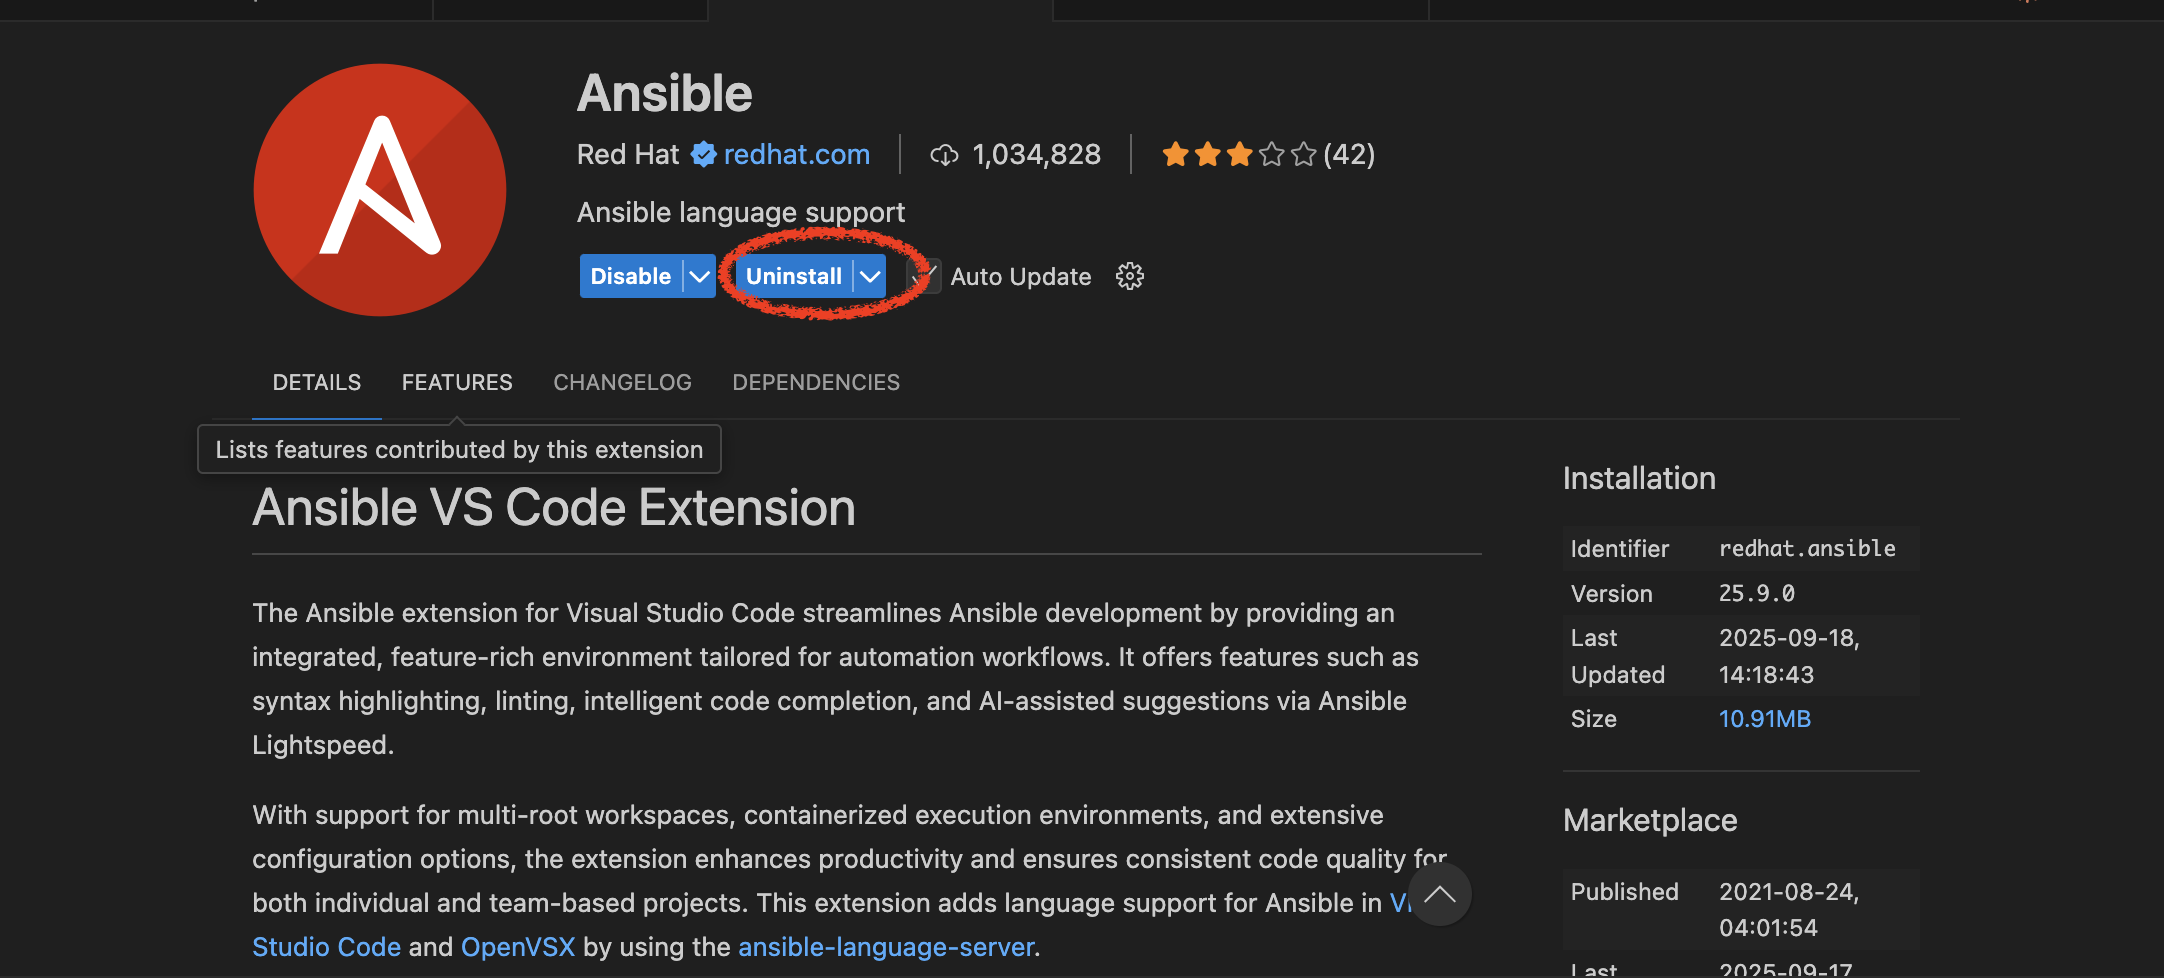 Ansible
Red Hat redhat.com 1,034,828 (42)
Ansible language support
Disable Uninstall Auto Update
DETAILS FEATURES CHANGELOG DEPENDENCIES
Lists features contributed by this extension
Ansible VS Code Extension
The Ansible extension for Visual Studio Code streamlines Ansible development by providing an
integrated, feature-rich environment tailored for automation workflows. It offers features such as
syntax highlighting, linting, intelligent code completion, and AI-assisted suggestions via Ansible
Lightspeed.
With support for multi-root workspaces, containerized execution environments, and extensive
configuration options, the extension enhances productivity and ensures consistent code quality for
both individual and team-based projects. This extension adds language support for Ansible in
Studio Code and OpenVSX by using the ansible-language-server.
Installation
Identifier redhat.ansible
Version 25.9.0
Last 2025-09-18,
Updated 14:18:43
Size 10.91MB
Marketplace
Published 2021-08-24,
04:01:54
Last 2025-09-17